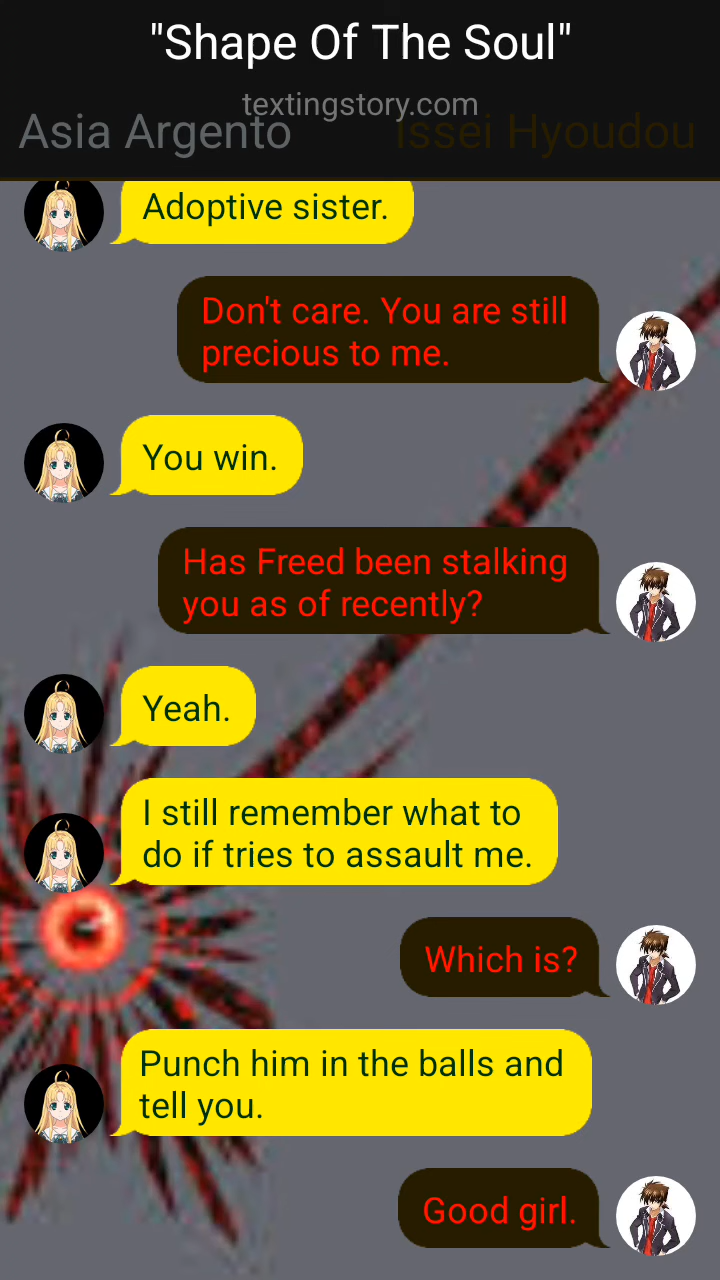 "Shape Of The Soul"
textingstory.com
Asia Argento
Issei Hyoudou
Adoptive sister.
Don't care. You are still
precious to me.
You win.
Has Freed been stalking
you as of recently?
Yeah.
I still remember what to
do if tries to assault me.
Which is?
Punch him in the balls and
tell you.
Good girl.